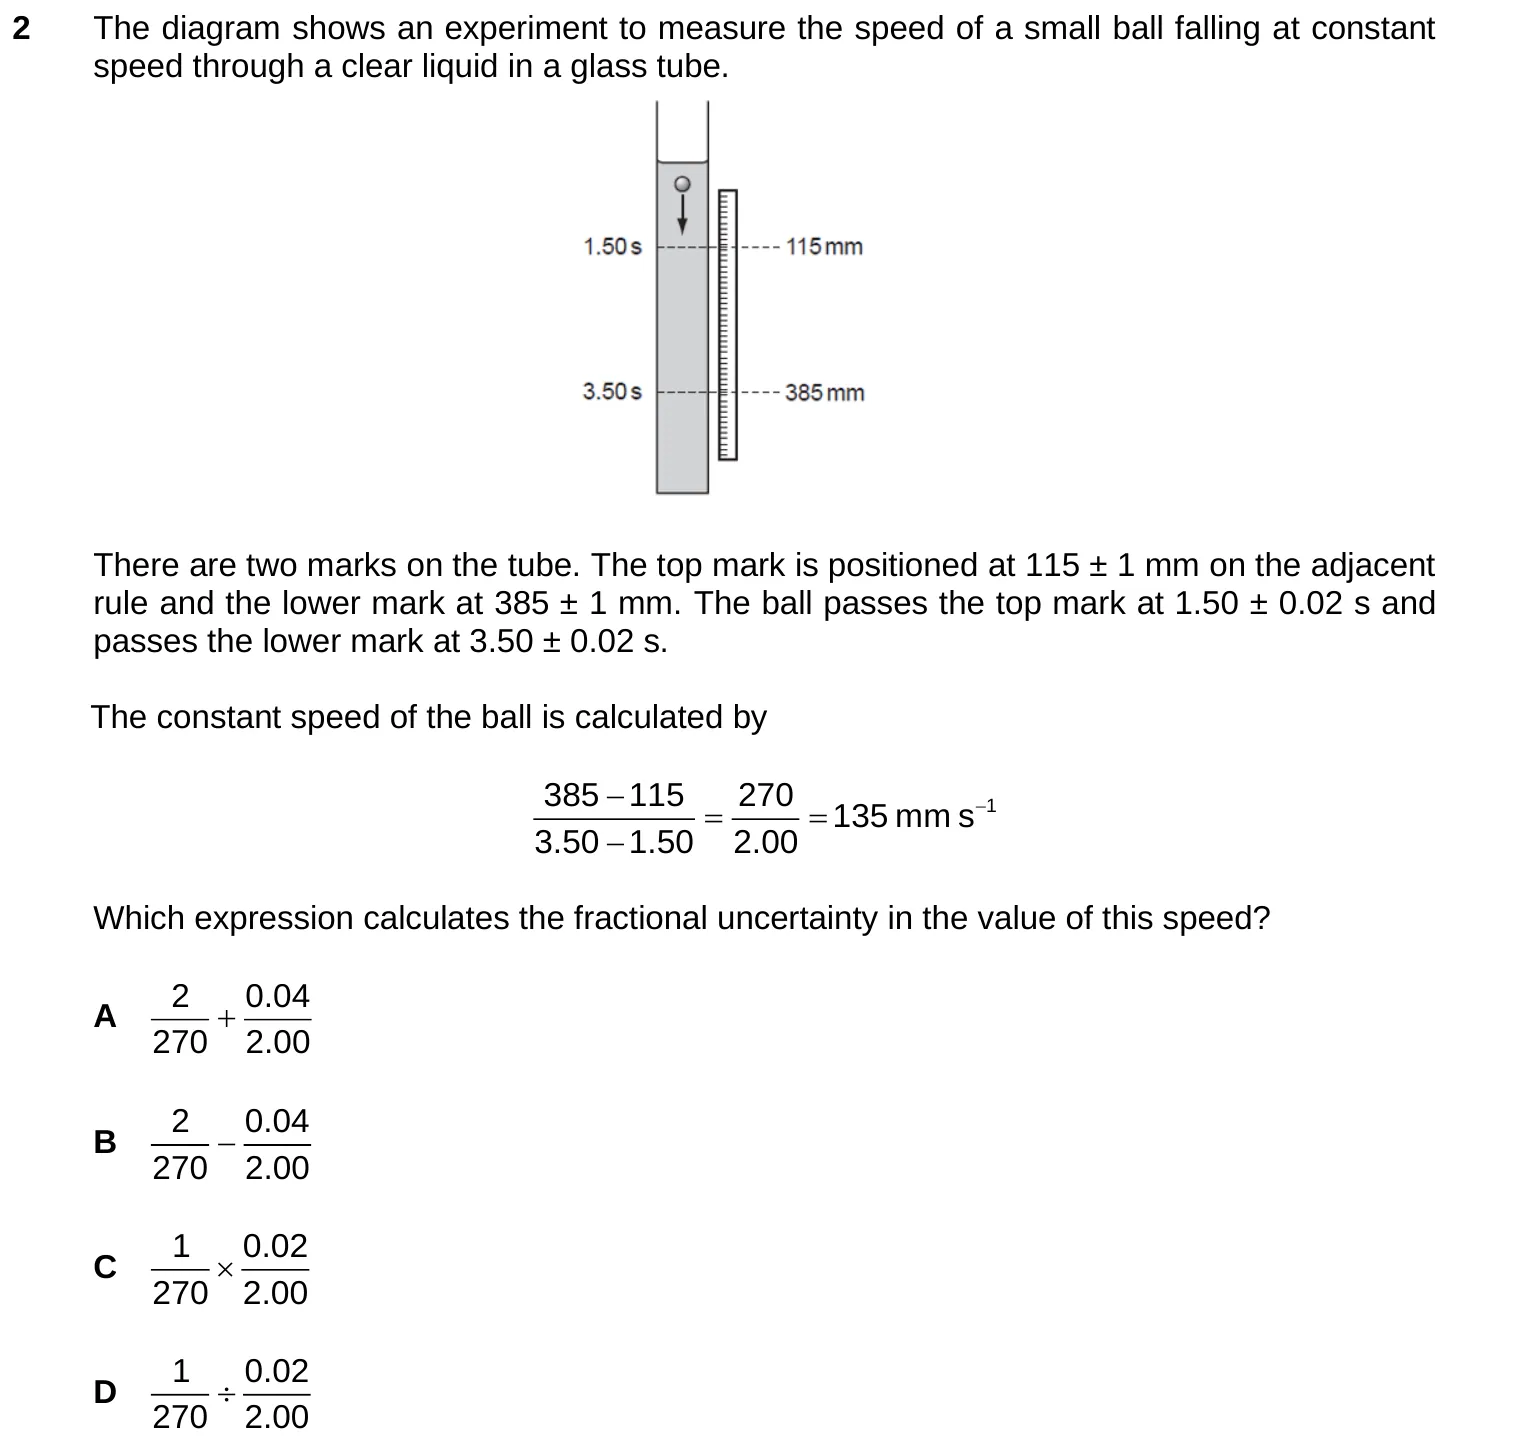 2 The diagram shows an experiment to measure the speed of a small ball falling at constant
speed through a clear liquid in a glass tube.
1.50 s 115 mm
3.50 s 385 mm
There are two marks on the tube. The top mark is positioned at 115 ± 1 mm on the adjacent
rule and the lower mark at 385 ± 1 mm. The ball passes the top mark at 1.50 ± 0.02 s and
passes the lower mark at 3.50 ± 0.02 s.
The constant speed of the ball is calculated by
385 – 115 270
= = 135 mm s⁻¹
3.50 – 1.50 2.00
Which expression calculates the fractional uncertainty in the value of this speed?
2 0.04
A +
270 2.00
2 0.04
B –
270 2.00
1 0.02
C ×
270 2.00
1 0.02
D ÷
270 2.00